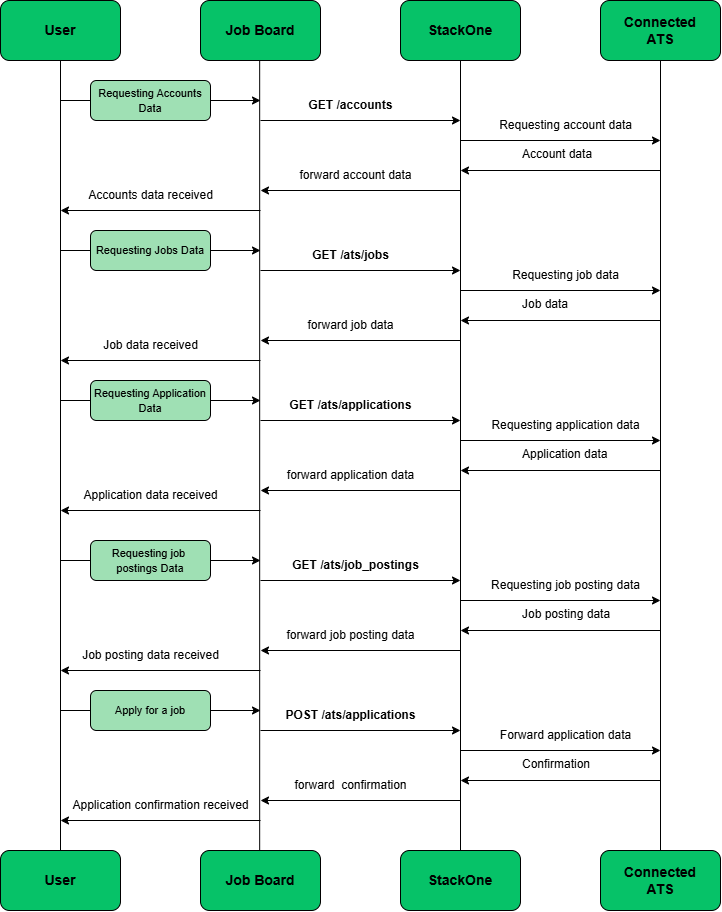 User
Job Board
StackOne
Connected
ATS
Requesting Accounts
Data
GET /accounts
Requesting account data
Account data
forward account data
Accounts data received
Requesting Jobs Data
GET /ats/jobs
Requesting job data
Job data
forward job data
Job data received
Requesting Application
Data
GET /ats/applications
Requesting application data
Application data
forward application data
Application data received
Requesting job
postings Data
GET /ats/job_postings
Requesting job posting data
Job posting data
forward job posting data
Job posting data received
Apply for a job
POST /ats/applications
Forward application data
Confirmation
forward  confirmation
Application confirmation received
User
Job Board
StackOne
Connected
ATS